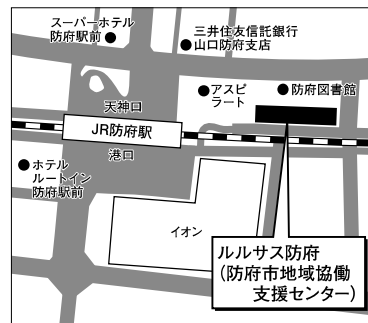 スーパーホテル
防府駅前
三井住友信託銀行
山口防府支店
アスピ
ラート
防府図書館
天神口
JR防府駅
港口
ホテル
ルートイン
防府駅前
イオン
ルルサス防府
(防府市地域協働
支援センター)